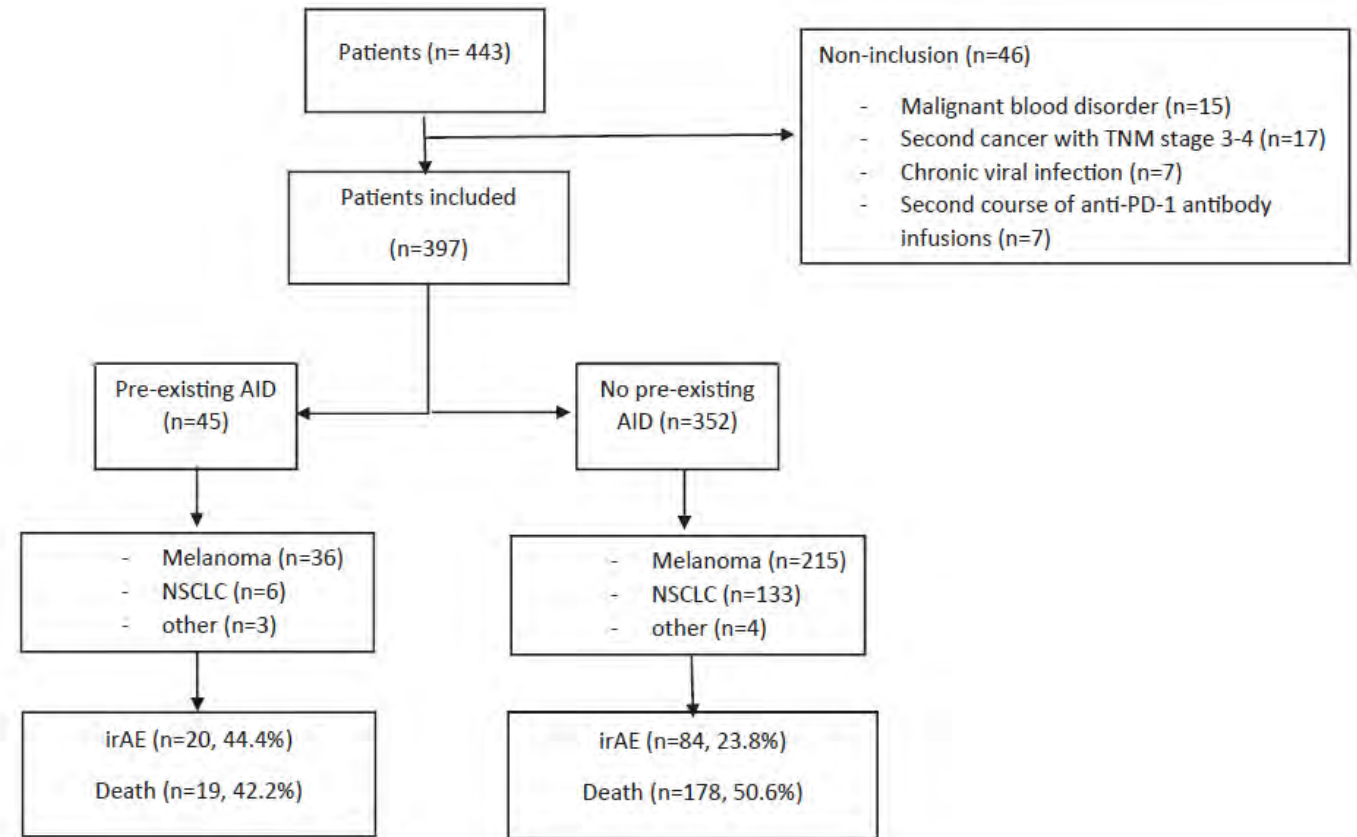 Patients (n= 443)
Non-inclusion (n=46)
- Malignant blood disorder (n=15)
- Second cancer with TNM stage 3-4 (n=17)
- Chronic viral infection (n=7)
- Second course of anti-PD-1 antibody
infusions (n=7)
Patients included
(n=397)
Pre-existing AID
(n=45)
No pre-existing
AID (n=352)
- Melanoma (n=36)
- NSCLC (n=6)
- other (n=3)
- Melanoma (n=215)
- NSCLC (n=133)
- other (n=4)
irAE (n=20, 44.4%)
Death (n=19, 42.2%)
irAE (n=84, 23.8%)
Death (n=178, 50.6%)